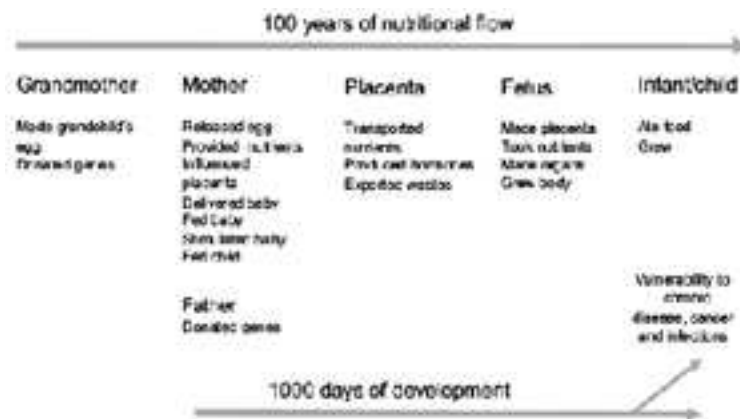 100 years of nutritional flow
Grandmother
Made grandchild's
egg
Donated genes
Mother
Released egg
Provided nutrients
Influenced
placenta
Delivered baby
Fed baby
baby
Fed child
Father
Donated genes
Placenta
Transported
nutrients
Produced hormones
Exported wastes
Fetus
Made placenta
Took nutrients
Made organs
Grew body
Infant/child
Ate food
Grew
Vulnerability to
chronic
disease, cancer
and infections
1000 days of development